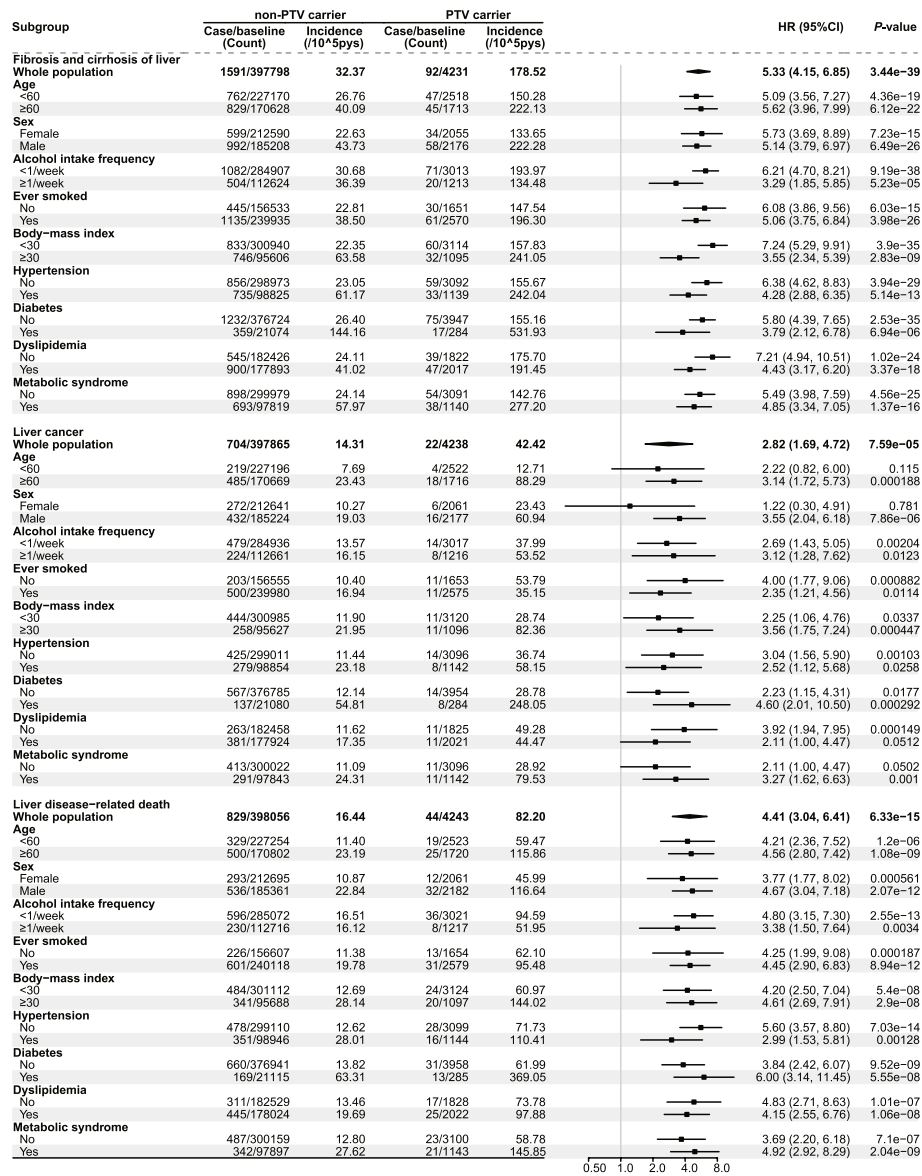 non-PTV carrier PTV carrier
Subgroup Case/baseline Incidence Case/baseline Incidence HR (95%CI) P-value
(Count) (/10^5pys) (Count) (/10^5pys)
Fibrosis and cirrhosis of liver
Whole population 1591/397798 32.37 92/4231 178.52 5.33 (4.15, 6.85) 3.44e−39
Age
<60 762/227170 26.76 47/2518 150.28 5.09 (3.56, 7.27) 4.36e−19
≥60 829/170628 40.09 45/1713 222.13 5.62 (3.96, 7.99) 6.12e−22
Sex
Female 599/212590 22.63 34/2055 133.65 5.73 (3.69, 8.89) 7.23e−15
Male 992/185208 43.73 58/2176 222.28 5.14 (3.79, 6.97) 6.49e−26
Alcohol intake frequency
<1/week 1082/284907 30.68 71/3013 193.97 6.21 (4.70, 8.21) 9.19e−38
≥1/week 504/112624 36.39 20/1213 134.48 3.29 (1.85, 5.85) 5.23e−05
Ever smoked
No 445/156533 22.81 30/1651 147.54 6.08 (3.86, 9.56) 6.03e−15
Yes 1135/239935 38.50 61/2570 196.30 5.06 (3.75, 6.84) 3.98e−26
Body−mass index
<30 833/300940 22.35 60/3114 157.83 7.24 (5.29, 9.91) 3.9e−35
≥30 746/95606 63.58 32/1095 241.05 3.55 (2.34, 5.39) 2.83e−09
Hypertension
No 856/298973 23.05 59/3092 155.67 6.38 (4.62, 8.83) 3.94e−29
Yes 735/98825 61.17 33/1139 242.04 4.28 (2.88, 6.35) 5.14e−13
Diabetes
No 1232/376724 26.40 75/3947 155.16 5.80 (4.39, 7.65) 2.53e−35
Yes 359/21074 144.16 17/284 531.93 3.79 (2.12, 6.78) 6.94e−06
Dyslipidemia
No 545/182426 24.11 39/1822 175.70 7.21 (4.94, 10.51) 1.02e−24
Yes 900/177893 41.02 47/2017 191.45 4.43 (3.17, 6.20) 3.37e−18
Metabolic syndrome
No 898/299979 24.14 54/3091 142.76 5.49 (3.98, 7.59) 4.56e−25
Yes 693/97819 57.97 38/1140 277.20 4.85 (3.34, 7.05) 1.37e−16
Liver cancer
Whole population 704/397865 14.31 22/4238 42.42 2.82 (1.69, 4.72) 7.59e−05
Age
<60 219/227196 7.69 4/2522 12.71 2.22 (0.82, 6.00) 0.115
≥60 485/170669 23.43 18/1716 88.29 3.14 (1.72, 5.73) 0.000188
Sex
Female 272/212641 10.27 6/2061 23.43 1.22 (0.30, 4.91) 0.781
Male 432/185224 19.03 16/2177 60.94 3.55 (2.04, 6.18) 7.86e−06
Alcohol intake frequency
<1/week 479/284936 13.57 14/3017 37.99 2.69 (1.43, 5.05) 0.00204
≥1/week 224/112661 16.15 8/1216 53.52 3.12 (1.28, 7.62) 0.0123
Ever smoked
No 203/156555 10.40 11/1653 53.79 4.00 (1.77, 9.06) 0.000882
Yes 500/239980 16.94 11/2575 35.15 2.35 (1.21, 4.56) 0.0114
Body−mass index
<30 444/300985 11.90 11/3120 28.74 2.25 (1.06, 4.76) 0.0337
≥30 258/95627 21.95 11/1096 82.36 3.56 (1.75, 7.24) 0.000447
Hypertension
No 425/299011 11.44 14/3096 36.74 3.04 (1.56, 5.90) 0.00103
Yes 279/98854 23.18 8/1142 58.15 2.52 (1.12, 5.68) 0.0258
Diabetes
No 567/376785 12.14 14/3954 28.78 2.23 (1.15, 4.31) 0.0177
Yes 137/21080 54.81 8/284 248.05 4.60 (2.01, 10.50) 0.000292
Dyslipidemia
No 263/182458 11.62 11/1825 49.28 3.92 (1.94, 7.95) 0.000149
Yes 381/177924 17.35 11/2021 44.47 2.11 (1.00, 4.47) 0.0512
Metabolic syndrome
No 413/300022 11.09 11/3096 28.92 2.11 (1.00, 4.47) 0.0502
Yes 291/97843 24.31 11/1142 79.53 3.27 (1.62, 6.63) 0.001
Liver disease−related death
Whole population 829/398056 16.44 44/4243 82.20 4.41 (3.04, 6.41) 6.33e−15
Age
<60 329/227254 11.40 19/2523 59.47 4.21 (2.36, 7.52) 1.2e−06
≥60 500/170802 23.19 25/1720 115.86 4.56 (2.80, 7.42) 1.08e−09
Sex
Female 293/212695 10.87 12/2061 45.99 3.77 (1.77, 8.02) 0.000561
Male 536/185361 22.84 32/2182 116.64 4.67 (3.04, 7.18) 2.07e−12
Alcohol intake frequency
<1/week 596/285072 16.51 36/3021 94.59 4.80 (3.15, 7.30) 2.55e−13
≥1/week 230/112716 16.12 8/1217 51.95 3.38 (1.50, 7.64) 0.0034
Ever smoked
No 226/156607 11.38 13/1654 62.10 4.25 (1.99, 9.08) 0.000187
Yes 601/240118 19.78 31/2579 95.48 4.45 (2.90, 6.83) 8.94e−12
Body−mass index
<30 484/301112 12.69 24/3124 60.97 4.20 (2.50, 7.04) 5.4e−08
≥30 341/95688 28.14 20/1097 144.02 4.61 (2.69, 7.91) 2.9e−08
Hypertension
No 478/299110 12.62 28/3099 71.73 5.60 (3.57, 8.80) 7.03e−14
Yes 351/98946 28.01 16/1144 110.41 2.99 (1.53, 5.81) 0.00128
Diabetes
No 660/376941 13.82 31/3958 61.99 3.84 (2.42, 6.07) 9.52e−09
Yes 169/21115 63.31 13/285 369.05 6.00 (3.14, 11.45) 5.55e−08
Dyslipidemia
No 311/182529 13.46 17/1828 73.78 4.83 (2.71, 8.63) 1.01e−07
Yes 445/178024 19.69 25/2022 97.88 4.15 (2.55, 6.76) 1.06e−08
Metabolic syndrome
No 487/300159 12.80 23/3100 58.78 3.69 (2.20, 6.18) 7.1e−07
Yes 342/97897 27.62 21/1143 145.85 4.92 (2.92, 8.29) 2.04e−09
0.50 1.0 2.0 4.0 8.0